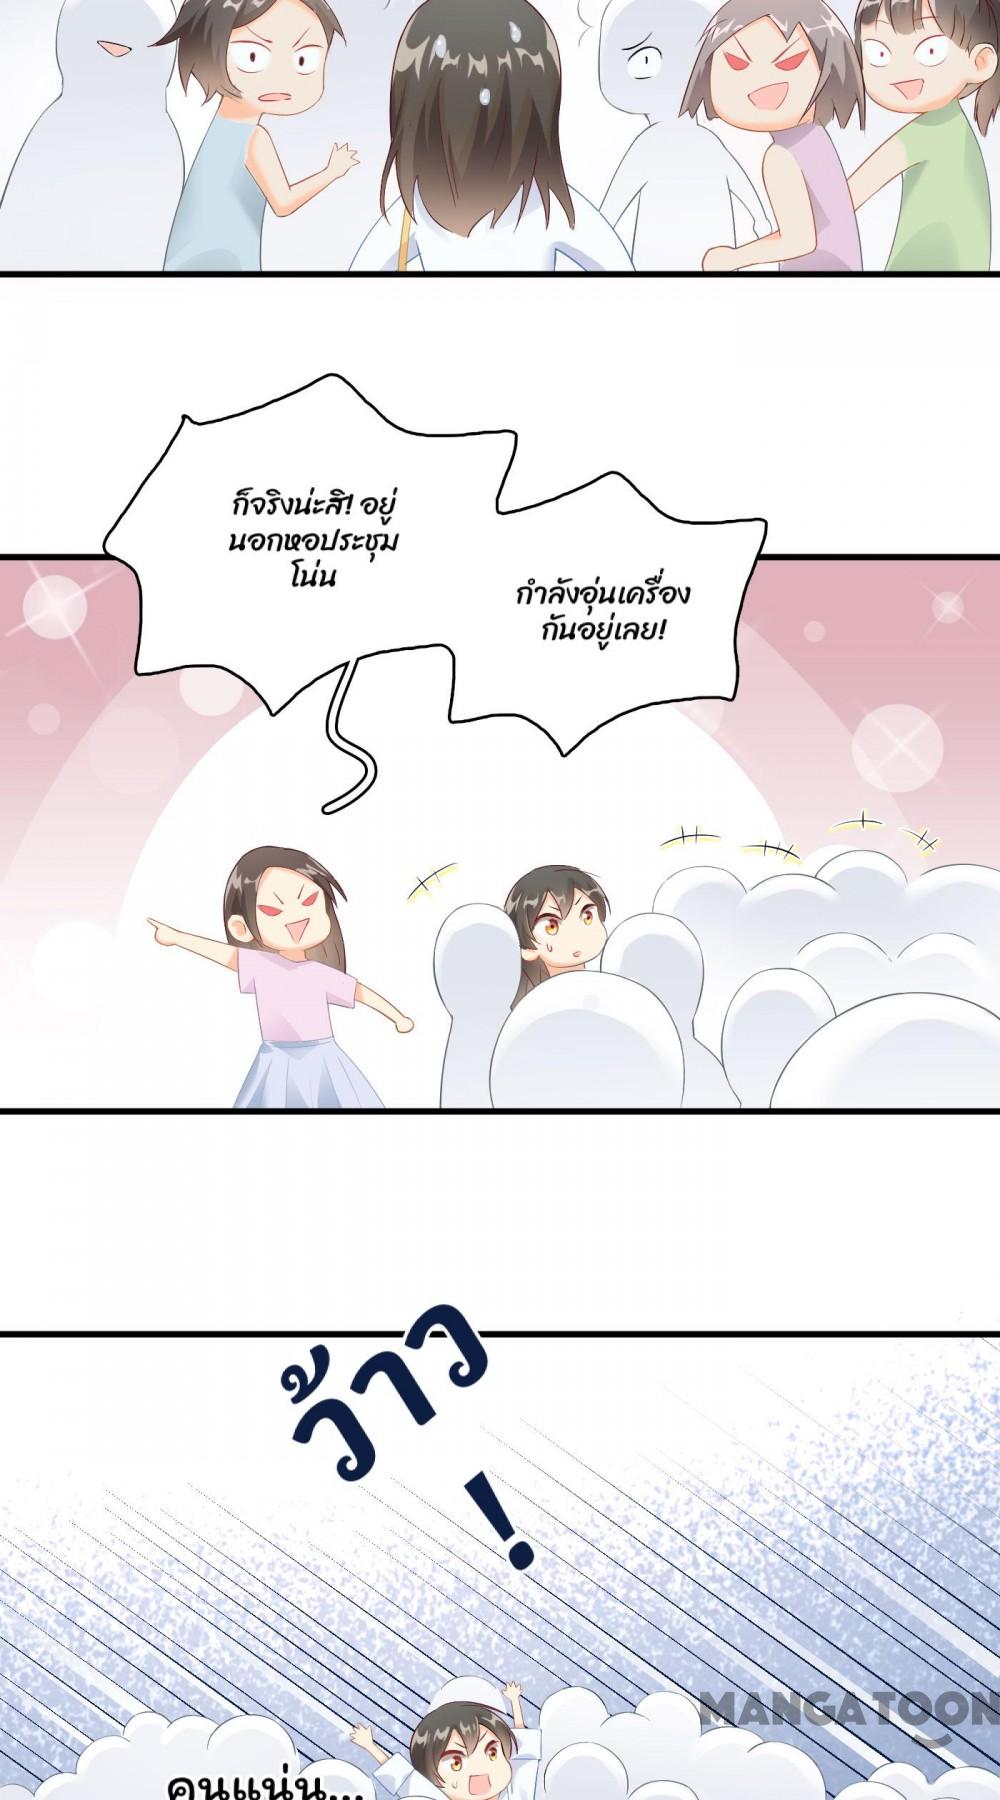 ก็จริงน่ะสิ! อยู่
นอกหอประชุม
โน่น
กำลังอุ่นเครื่อง
กันอยู่เลย!
ว้าว
!
MANGATOON
คนแน่น...